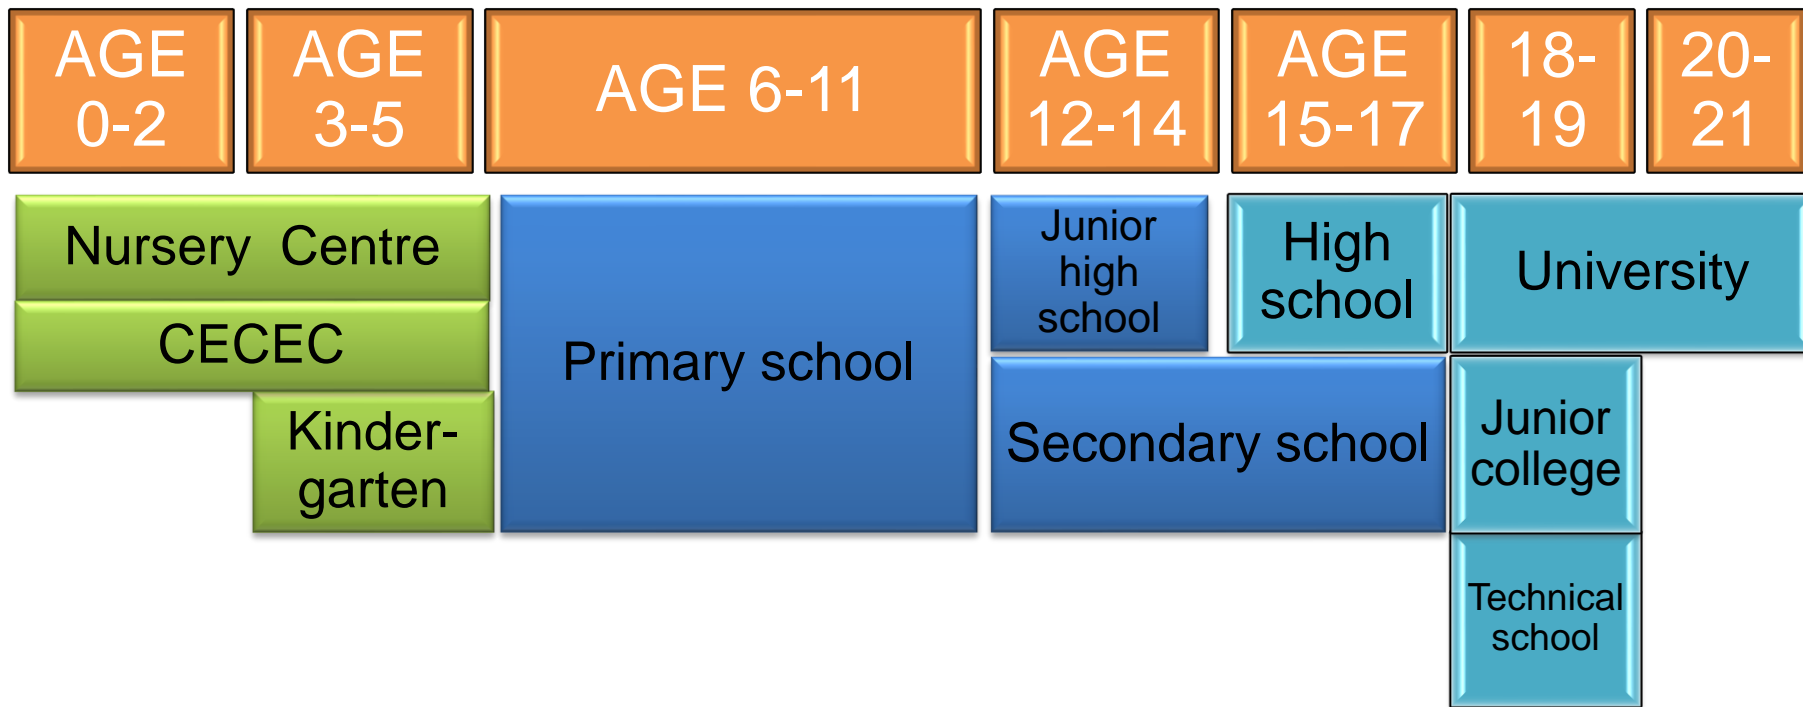 AGE
0-2
AGE
3-5
AGE 6-11
AGE
12-14
AGE
15-17
18-
19
20-
21
Nursery  Centre
CECEC
Kinder-
garten
Primary school
Junior
high
school
Secondary school
High
school
University
Junior
college
Technical
school